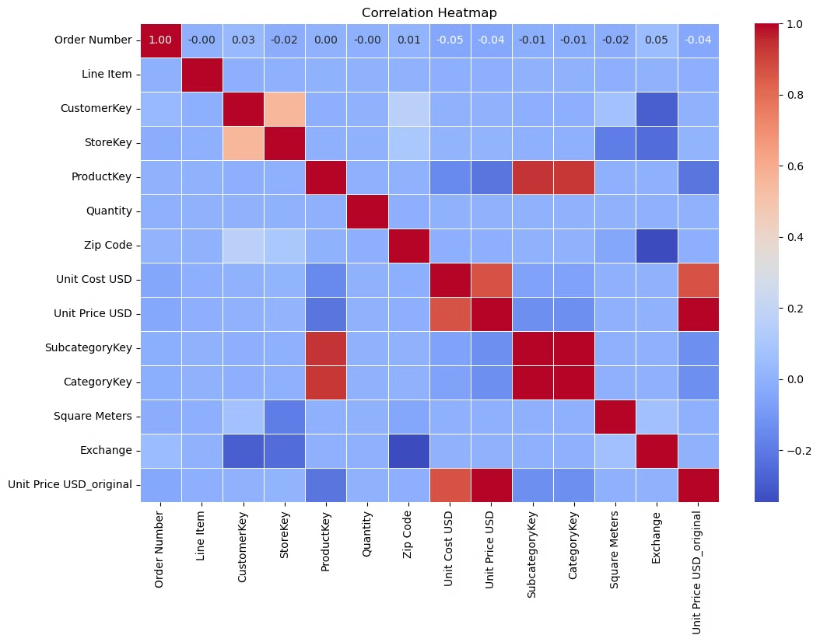 Correlation Heatmap
Order Number
1.00 -0.00 0.03 -0.02 0.00 -0.00 0.01 -0.05 -0.04 -0.01 -0.01 -0.02 0.05 -0.04
Line Item
CustomerKey
StoreKey
ProductKey
Quantity
Zip Code
Unit Cost USD
Unit Price USD
SubcategoryKey
CategoryKey
Square Meters
Exchange
Unit Price USD_original
Order Number
Line Item
CustomerKey
StoreKey
ProductKey
Quantity
Zip Code
Unit Cost USD
Unit Price USD
SubcategoryKey
CategoryKey
Square Meters
Exchange
Unit Price USD_original
1.0
0.8
0.6
0.4
0.2
0.0
−0.2